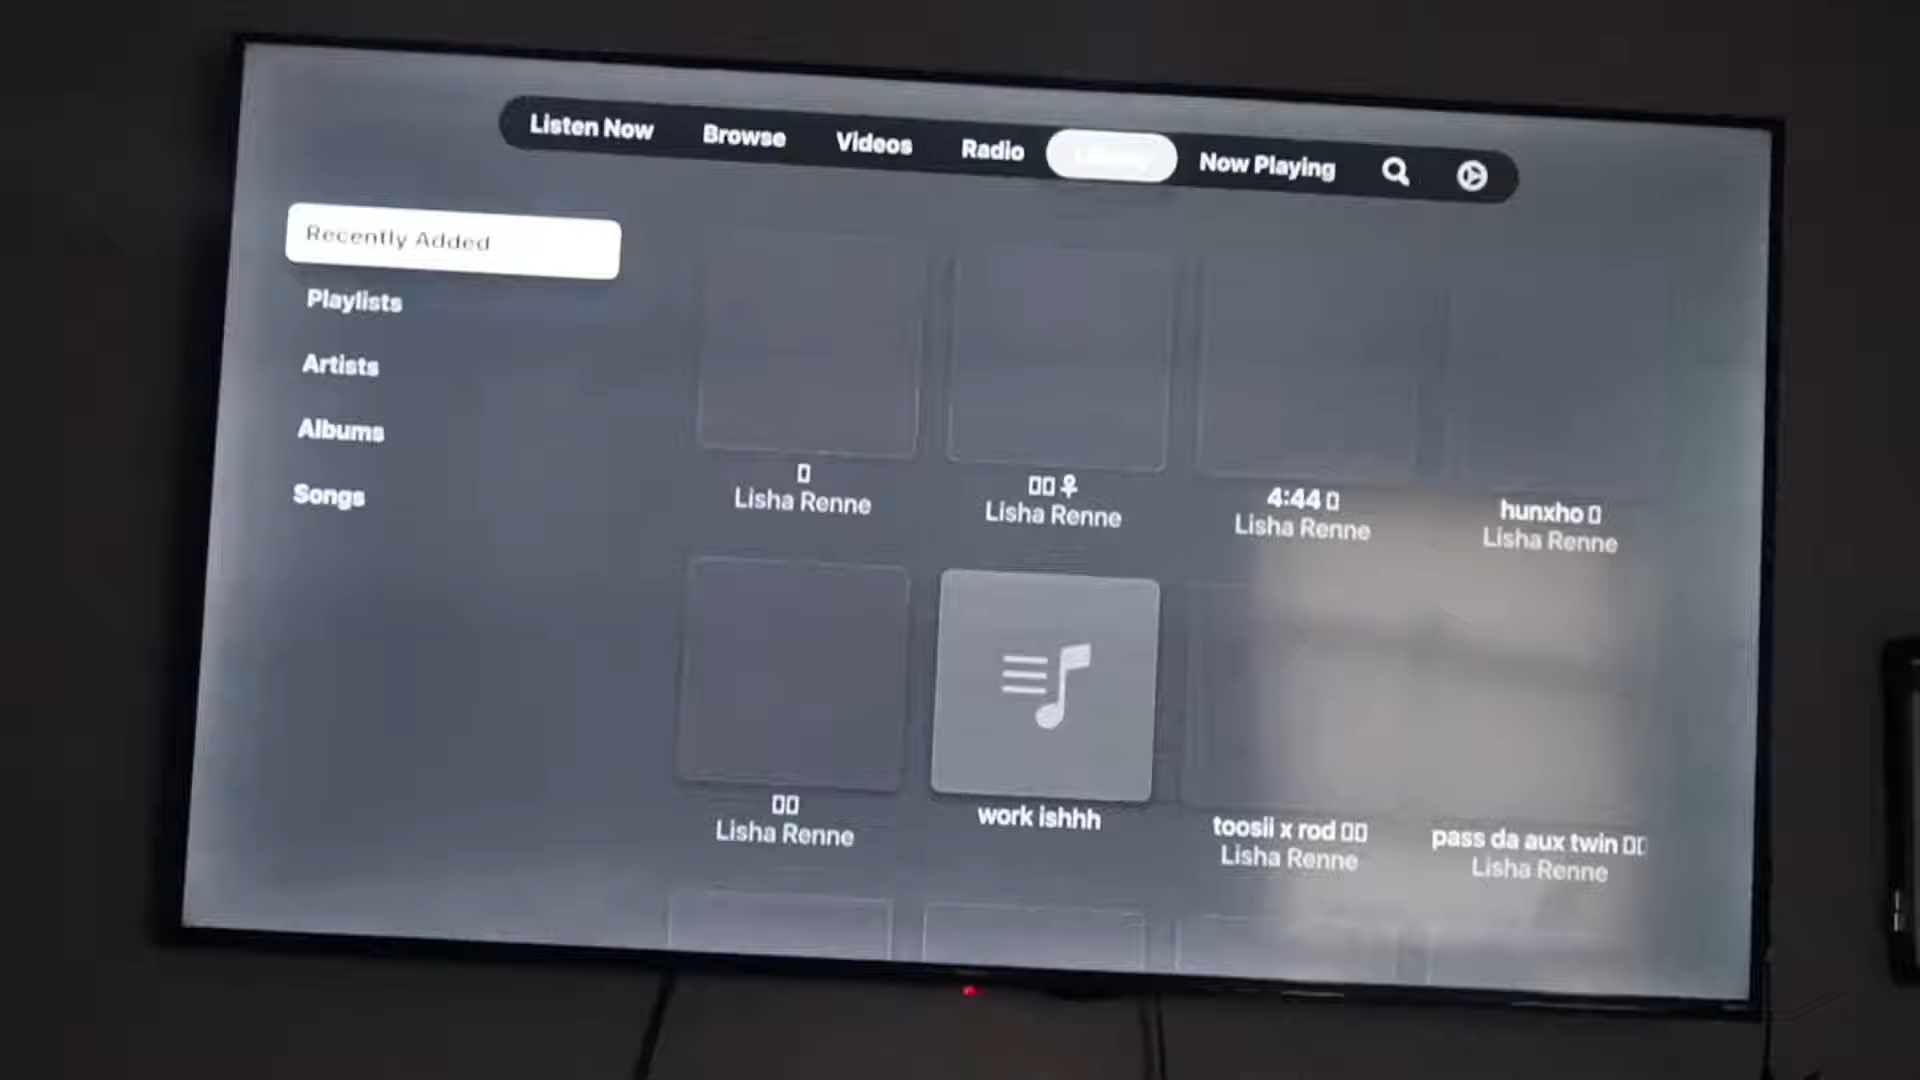 Listen Now Browse Videos Radio Library Now Playing
Recently Added
Playlists
Artists
Albums
Songs
▯
Lisha Renne
▯▯ ♀
Lisha Renne
4:44 ▯
Lisha Renne
hunxho ▯
Lisha Renne
▯▯
Lisha Renne
work ishhh
toosii x rod ▯▯
Lisha Renne
pass da aux twin ▯▯
Lisha Renne